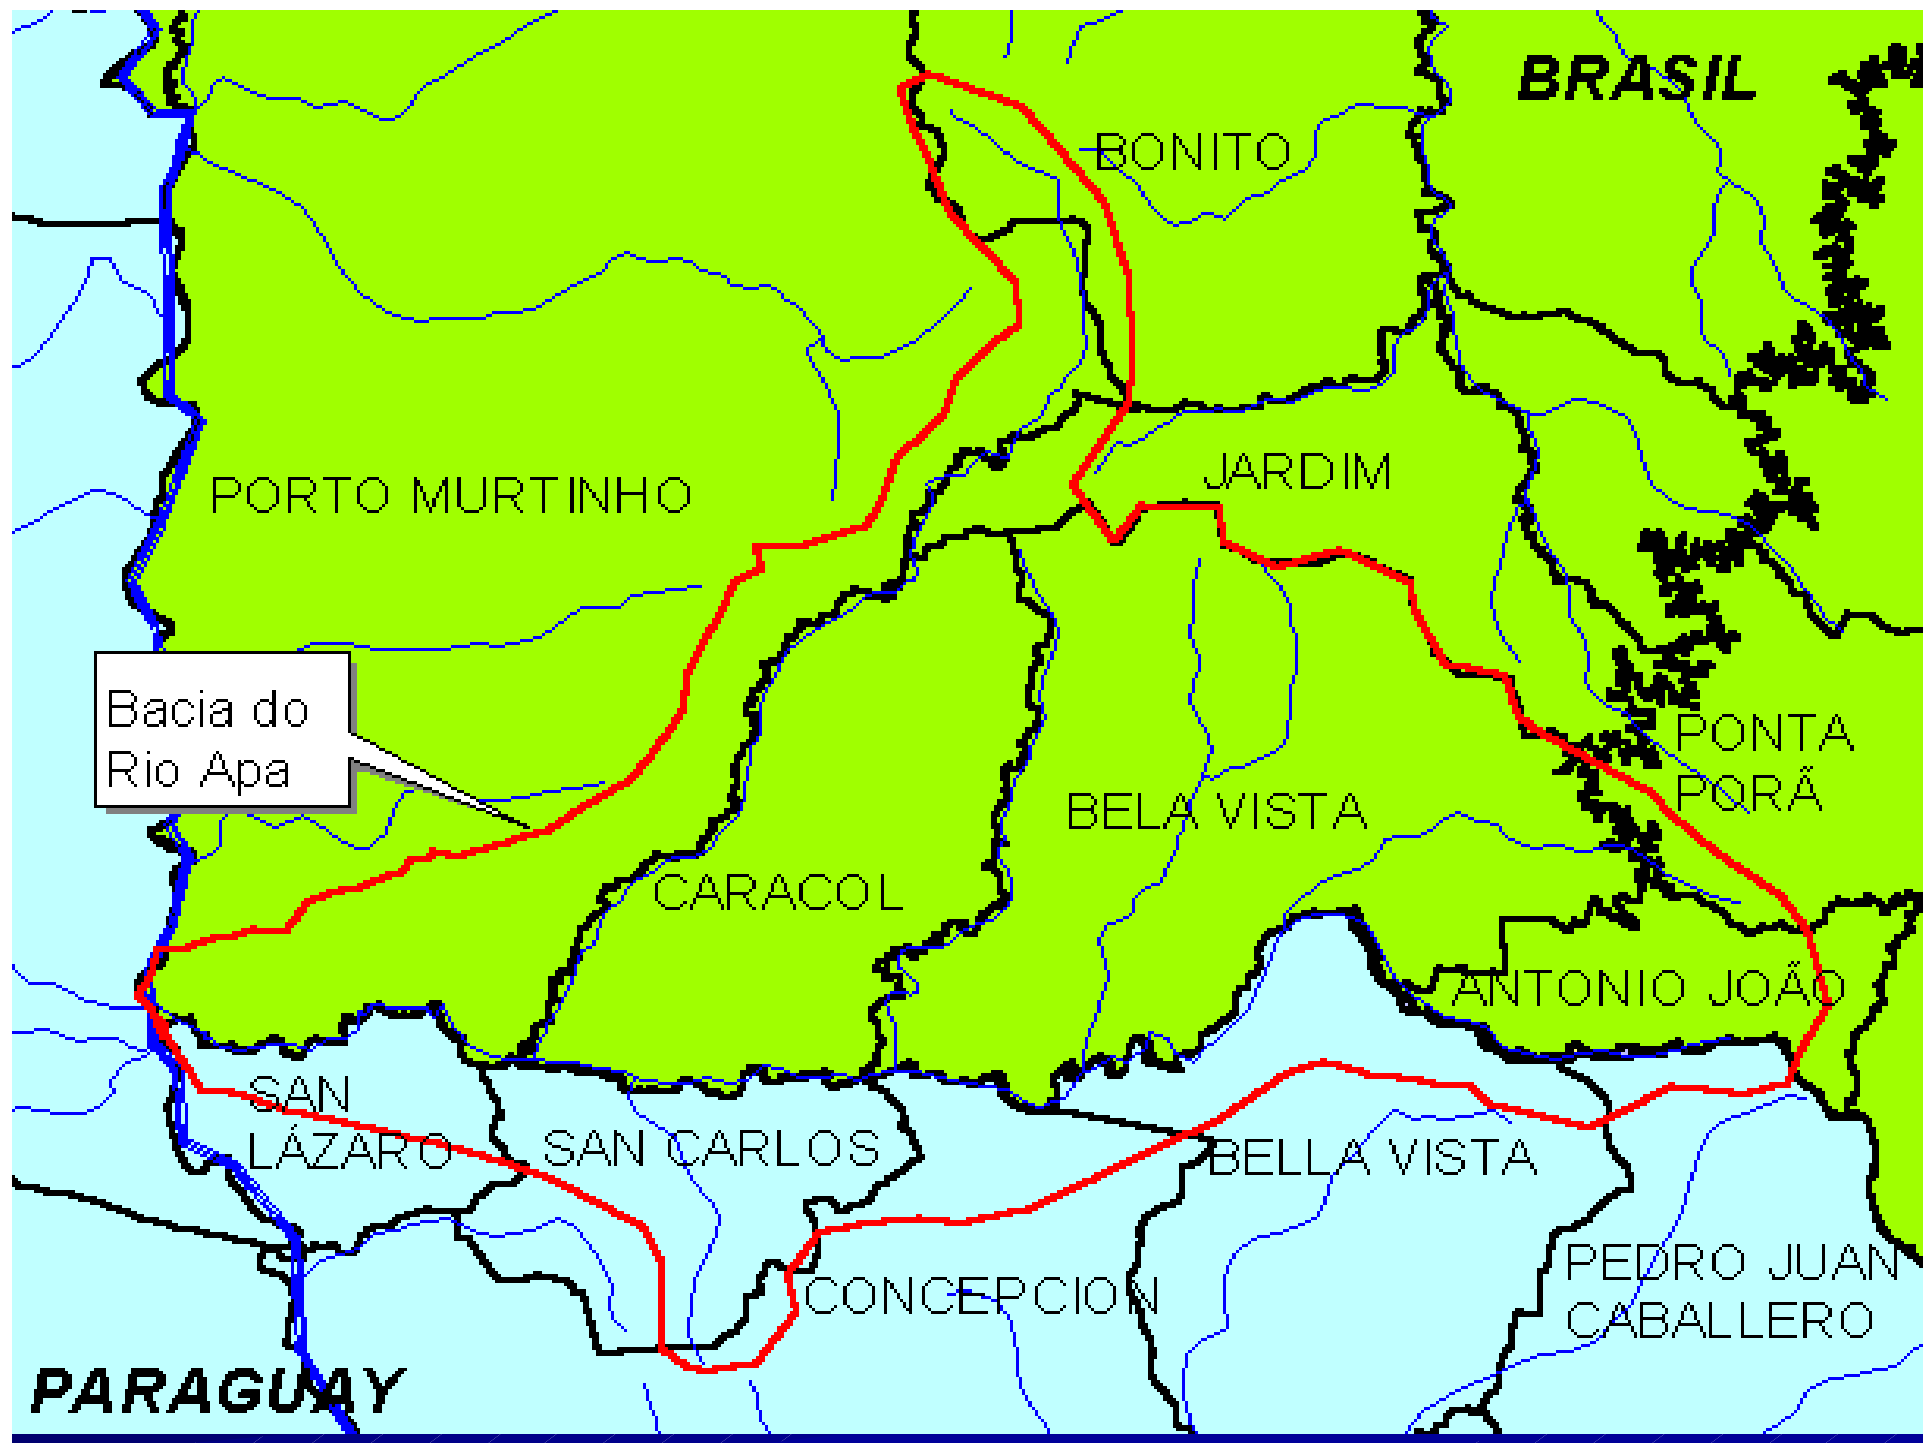 BRASIL
BONITO
JARDIM
PORTO MURTINHO
Bacia do
Rio Apa
PONTA
PORÃ
BELA VISTA
CARACOL
ANTONIO JOÃO
SAN
LÁZARO
SAN CARLOS
BELLA VISTA
CONCEPCION
PEDRO JUAN
CABALLERO
PARAGUAY